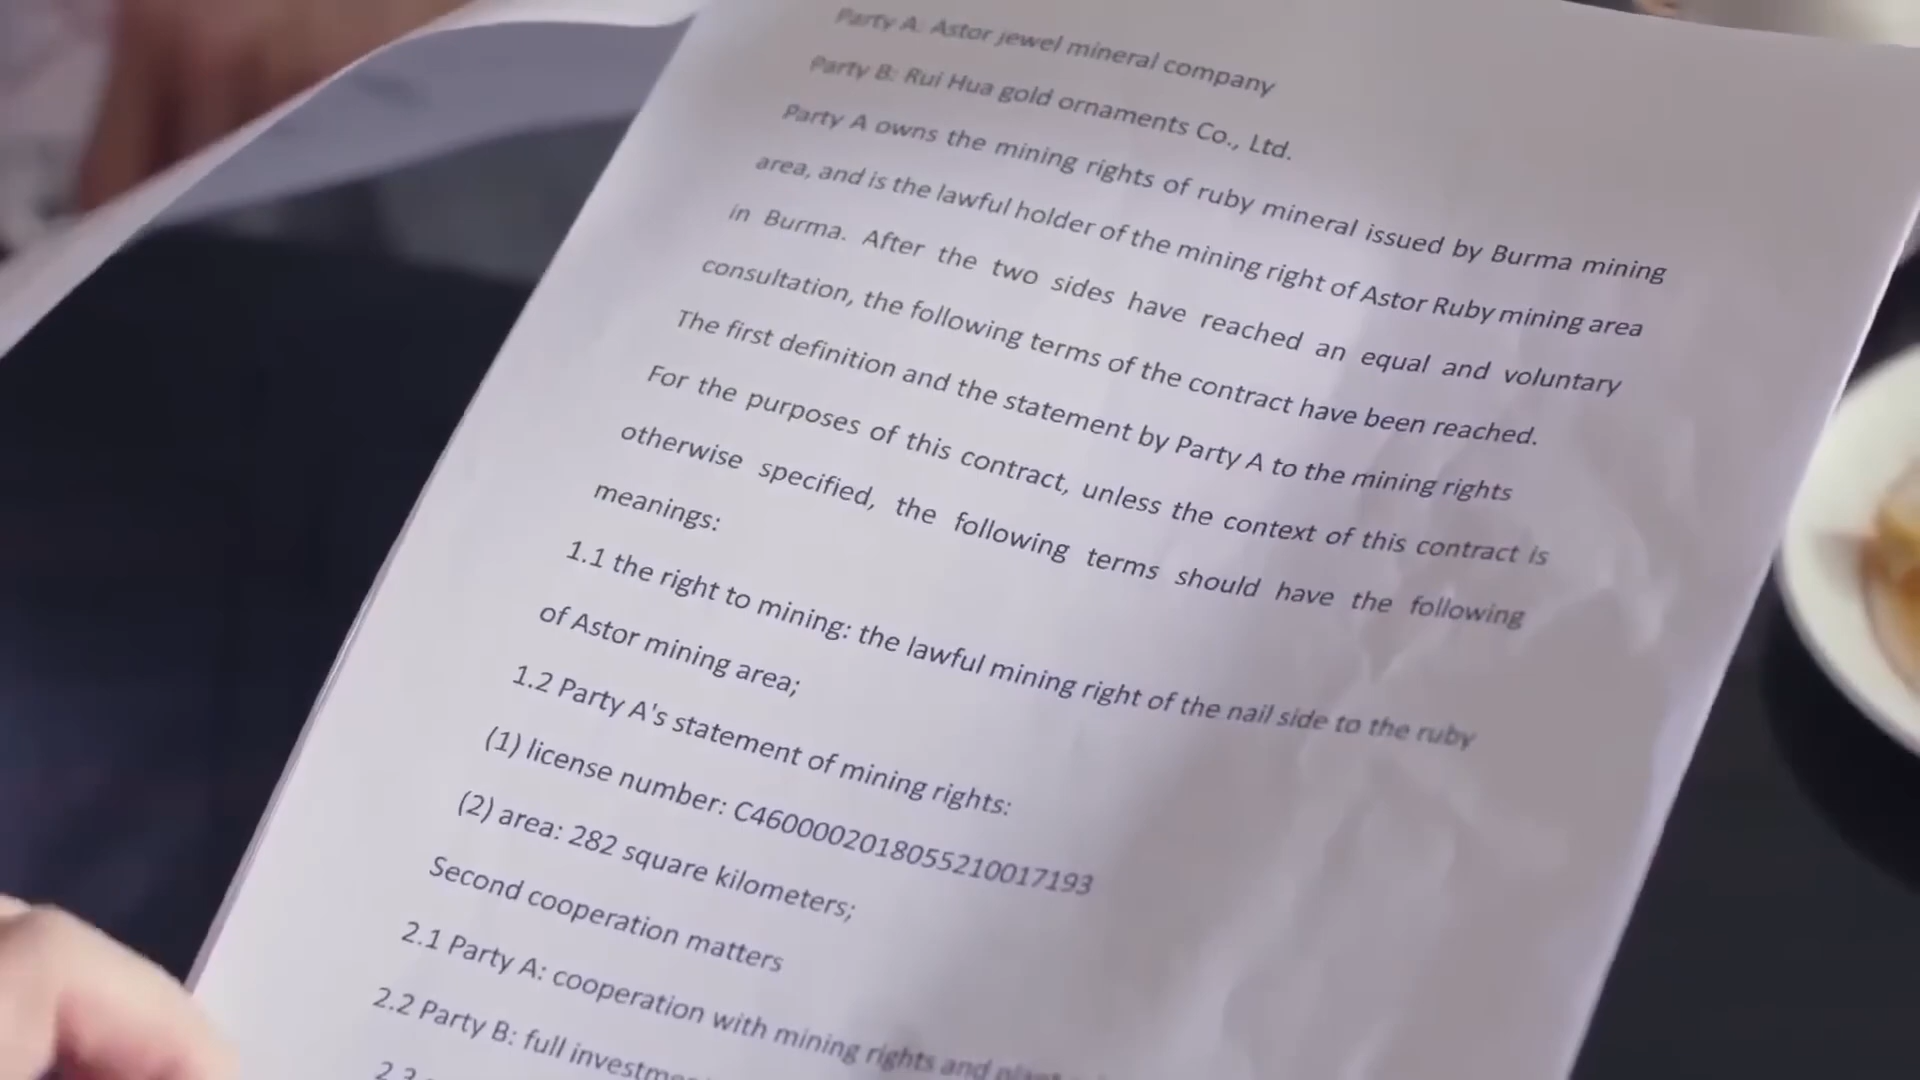 Party A: Astor jewel mineral company
Party B: Rui Hua gold ornaments Co., Ltd.
Party A owns the mining rights of ruby mineral issued by Burma mining
area, and is the lawful holder of the mining right of Astor Ruby mining area
in Burma. After the two sides have reached an equal and voluntary
consultation, the following terms of the contract have been reached.
The first definition and the statement by Party A to the mining rights
For the purposes of this contract, unless the context of this contract is
otherwise specified, the following terms should have the following
meanings:
1.1 the right to mining: the lawful mining right of the nail side to the ruby
of Astor mining area;
1.2 Party A's statement of mining rights:
(1) license number: C4600002018055210017193
(2) area: 282 square kilometers;
Second cooperation matters
2.1 Party A: cooperation with mining rights and
2.2 Party B: full
2.3